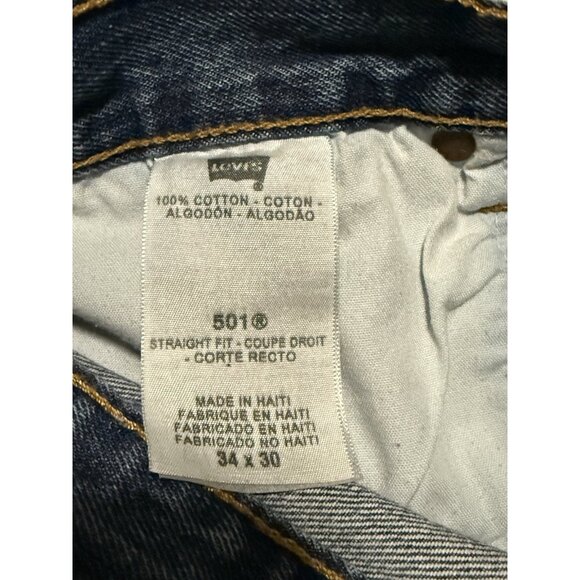 Levi's
®
100% COTTON - COTON -
ALGODÓN - ALGODÃO
501®
STRAIGHT FIT - COUPE DROIT
- CORTE RECTO
MADE IN HAITI
FABRIQUE EN HAITI
FABRICADO EN HAITI
FABRICADO NO HAITI
34 x 30